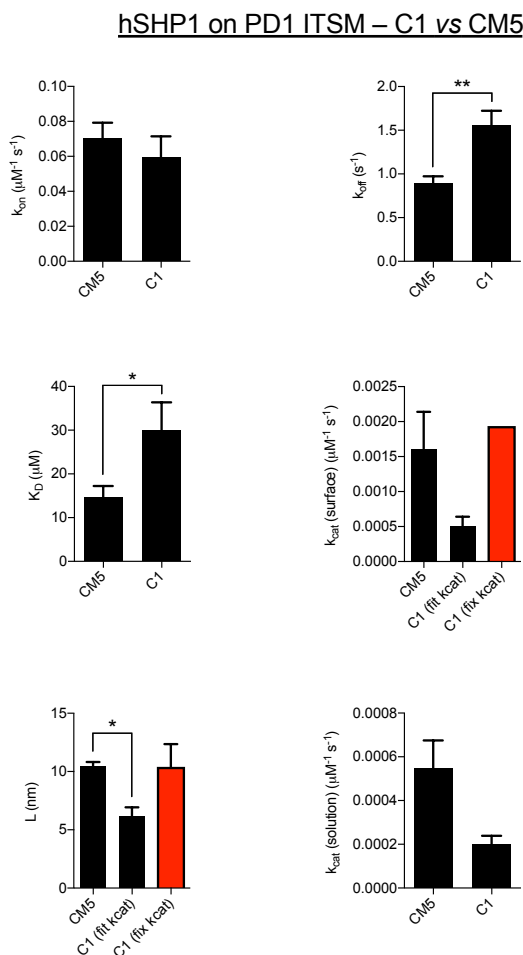 hSHP1 on PD1 ITSM – C1 vs CM5
0.10
0.08
0.06
0.04
0.02
0.00
kon (μM-1 s-1)
CM5
C1
**
2.0
1.5
1.0
0.5
0.0
koff (s-1)
CM5
C1
*
40
30
20
10
0
KD (μM)
CM5
C1
0.0025
0.0020
0.0015
0.0010
0.0005
0.0000
kcat (surface) (μM-1 s-1)
CM5
C1 (fit kcat)
C1 (fix kcat)
*
15
10
5
0
L (nm)
CM5
C1 (fit kcat)
C1 (fix kcat)
0.0008
0.0006
0.0004
0.0002
0.0000
kcat (solution) (μM-1 s-1)
CM5
C1